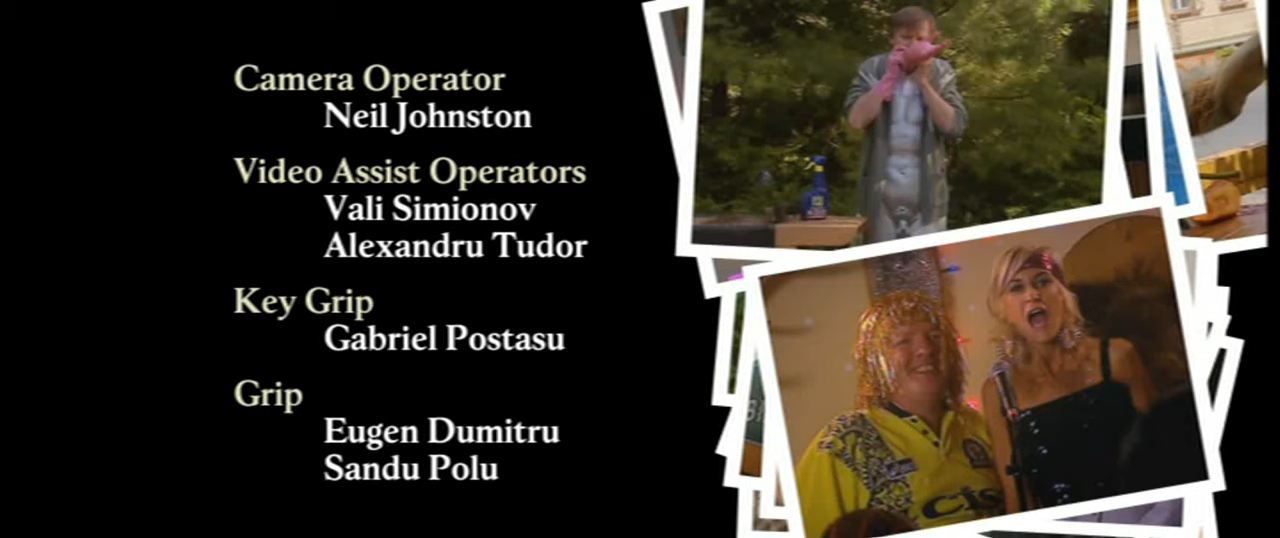 Camera Operator
Neil Johnston
Video Assist Operators
Vali Simionov
Alexandru Tudor
Key Grip
Gabriel Postasu
Grip
Eugen Dumitru
Sandu Polu
Cis